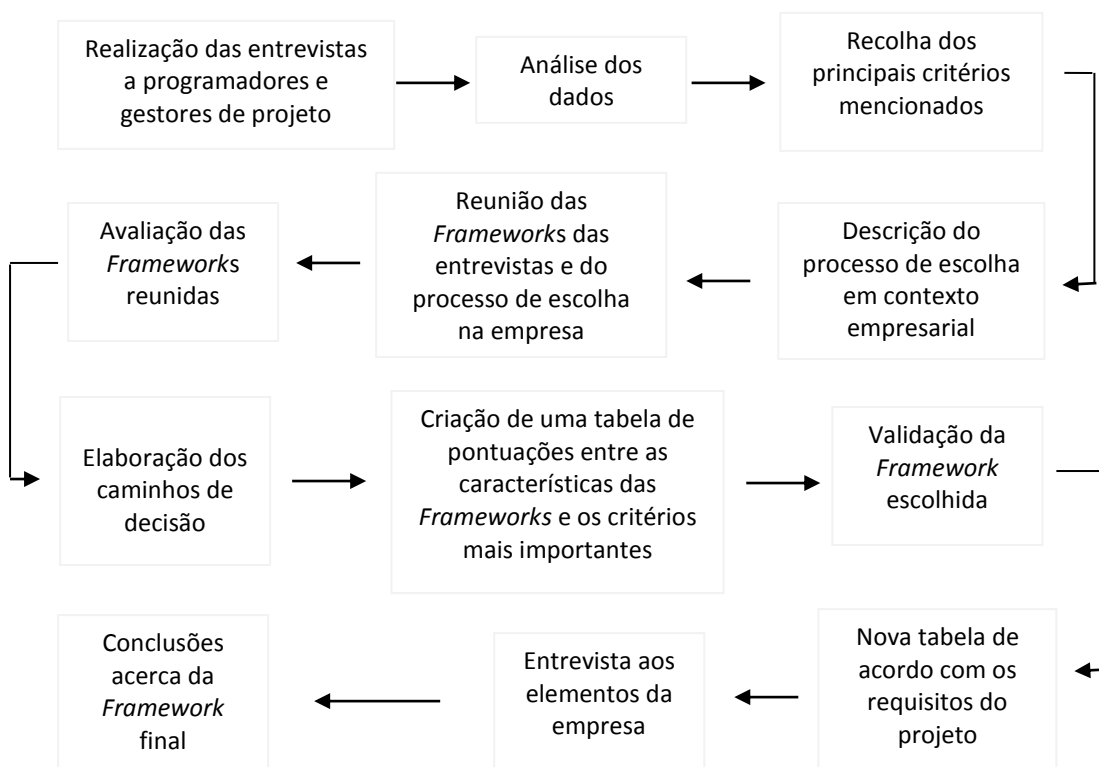 Realização das entrevistas
a programadores e
gestores de projeto
Análise dos
dados
Recolha dos
principais critérios
mencionados
Descrição do
processo de escolha
em contexto
empresarial
Reunião das
Frameworks das
entrevistas e do
processo de escolha
na empresa
Avaliação das
Frameworks
reunidas
Elaboração dos
caminhos de
decisão
Criação de uma tabela de
pontuações entre as
características das
Frameworks e os critérios
mais importantes
Validação da
Framework
escolhida
Nova tabela de
acordo com os
requisitos do
projeto
Entrevista aos
elementos da
empresa
Conclusões
acerca da
Framework
final